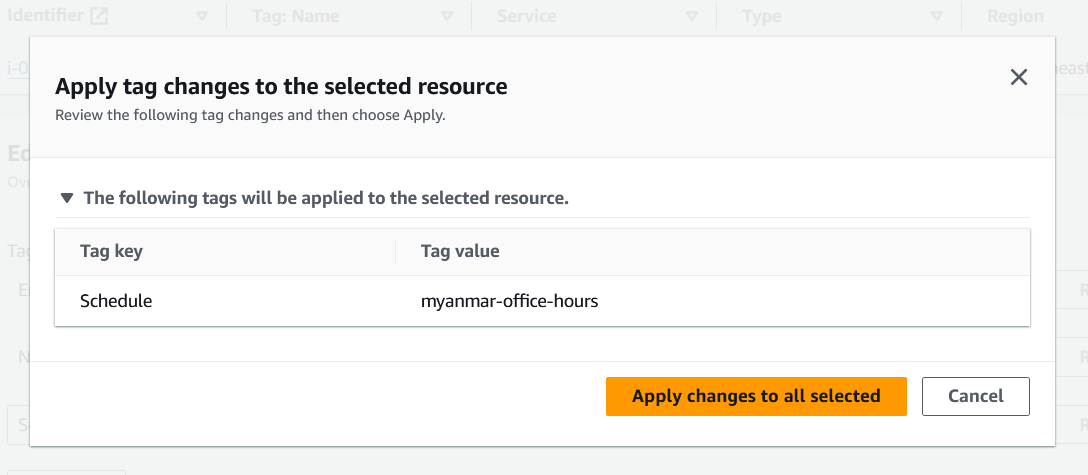 Identifier Tag: Name Service Type Region
i-0
Apply tag changes to the selected resource
Review the following tag changes and then choose Apply.
The following tags will be applied to the selected resource.
Tag key Tag value
Schedule myanmar-office-hours
Apply changes to all selected Cancel